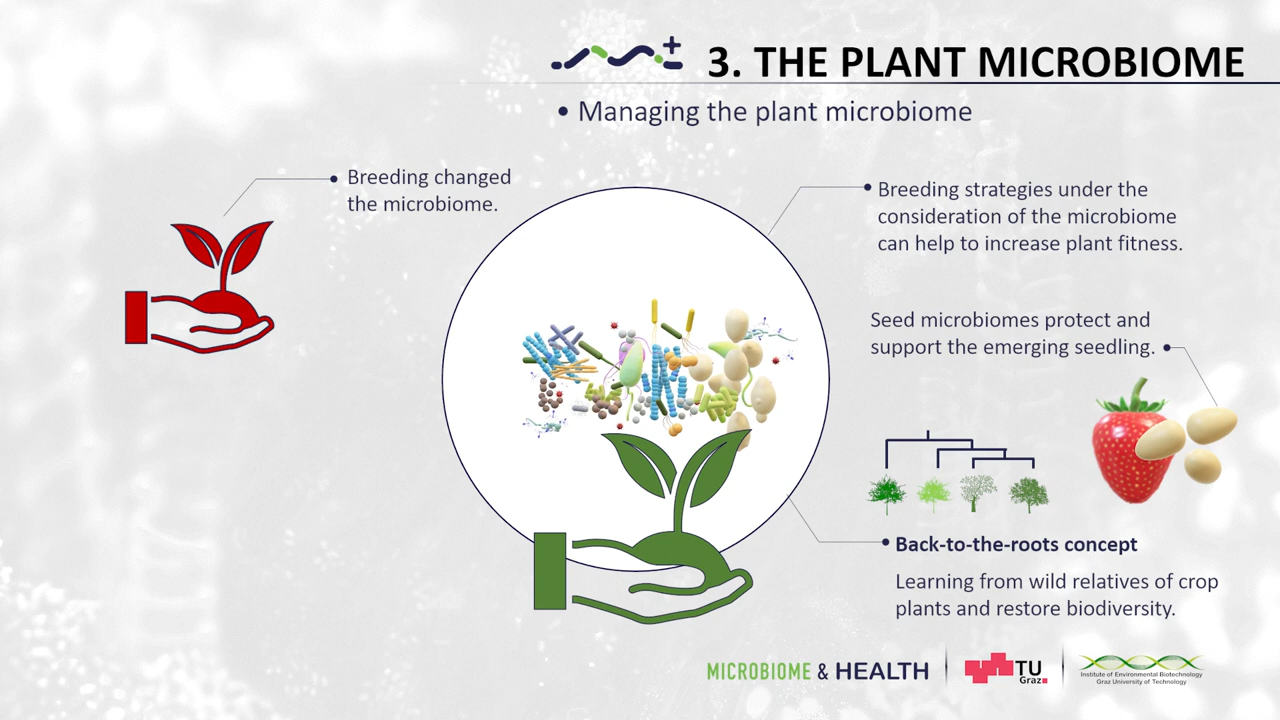 3. THE PLANT MICROBIOME
• Managing the plant microbiome
Breeding changed
the microbiome.
Breeding strategies under the
consideration of the microbiome
can help to increase plant fitness.
Seed microbiomes protect and
support the emerging seedling.
Back-to-the-roots concept
Learning from wild relatives of crop
plants and restore biodiversity.
MICROBIOME & HEALTH
TU
Graz
Institute of Environmental Biotechnology
Graz University of Technology